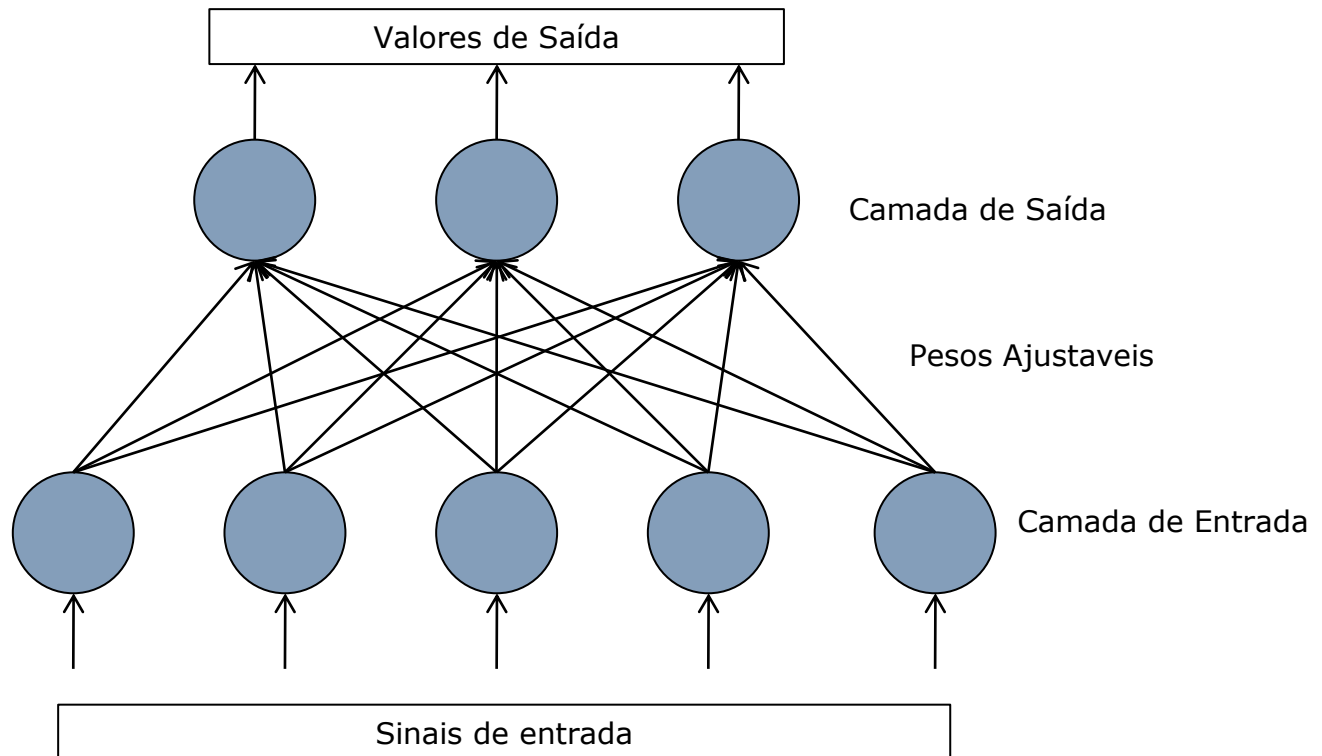 Valores de Saída
Camada de Saída
Pesos Ajustaveis
Camada de Entrada
Sinais de entrada